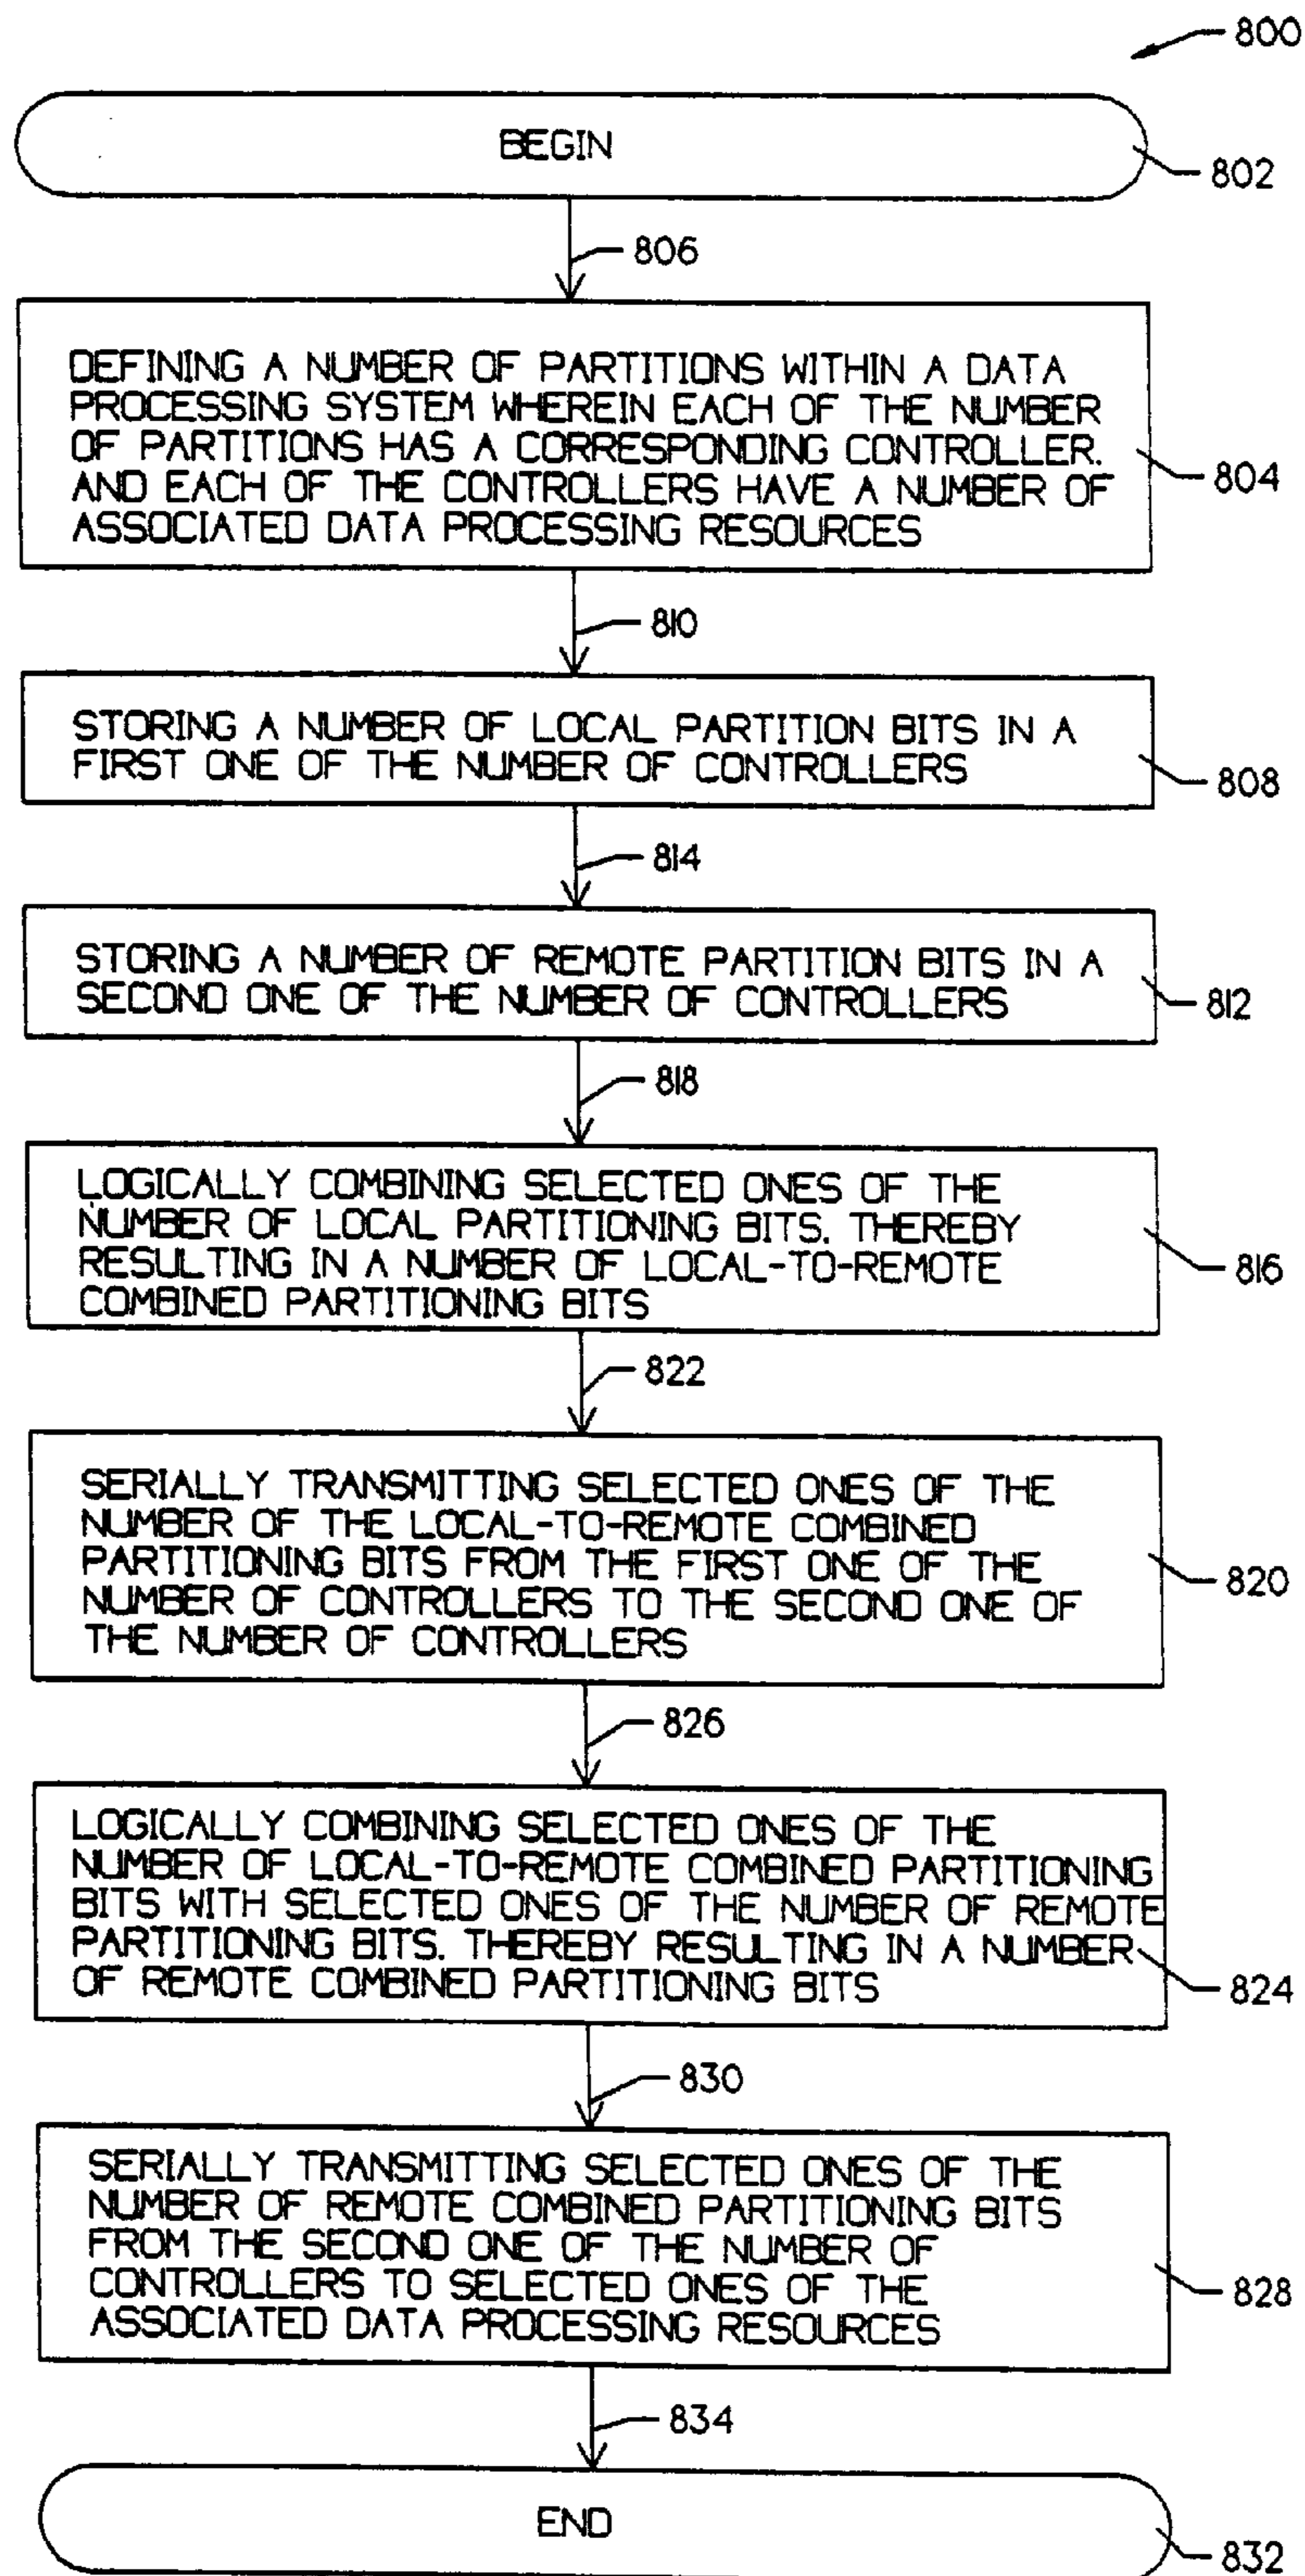 800
BEGIN
802
806
DEFINING A NUMBER OF PARTITIONS WITHIN A DATA
PROCESSING SYSTEM WHEREIN EACH OF THE NUMBER
OF PARTITIONS HAS A CORRESPONDING CONTROLLER.
AND EACH OF THE CONTROLLERS HAVE A NUMBER OF
ASSOCIATED DATA PROCESSING RESOURCES
804
810
STORING A NUMBER OF LOCAL PARTITION BITS IN A
FIRST ONE OF THE NUMBER OF CONTROLLERS
808
814
STORING A NUMBER OF REMOTE PARTITION BITS IN A
SECOND ONE OF THE NUMBER OF CONTROLLERS
812
818
LOGICALLY COMBINING SELECTED ONES OF THE
NUMBER OF LOCAL PARTITIONING BITS. THEREBY
RESULTING IN A NUMBER OF LOCAL-TO-REMOTE
COMBINED PARTITIONING BITS
816
822
SERIALLY TRANSMITTING SELECTED ONES OF THE
NUMBER OF THE LOCAL-TO-REMOTE COMBINED
PARTITIONING BITS FROM THE FIRST ONE OF THE
NUMBER OF CONTROLLERS TO THE SECOND ONE OF
THE NUMBER OF CONTROLLERS
820
826
LOGICALLY COMBINING SELECTED ONES OF THE
NUMBER OF LOCAL-TO-REMOTE COMBINED PARTITIONING
BITS WITH SELECTED ONES OF THE NUMBER OF REMOTE
PARTITIONING BITS. THEREBY RESULTING IN A NUMBER
OF REMOTE COMBINED PARTITIONING BITS
824
830
SERIALLY TRANSMITTING SELECTED ONES OF THE
NUMBER OF REMOTE COMBINED PARTITIONING BITS
FROM THE SECOND ONE OF THE NUMBER OF
CONTROLLERS TO SELECTED ONES OF THE
ASSOCIATED DATA PROCESSING RESOURCES
828
834
END
832